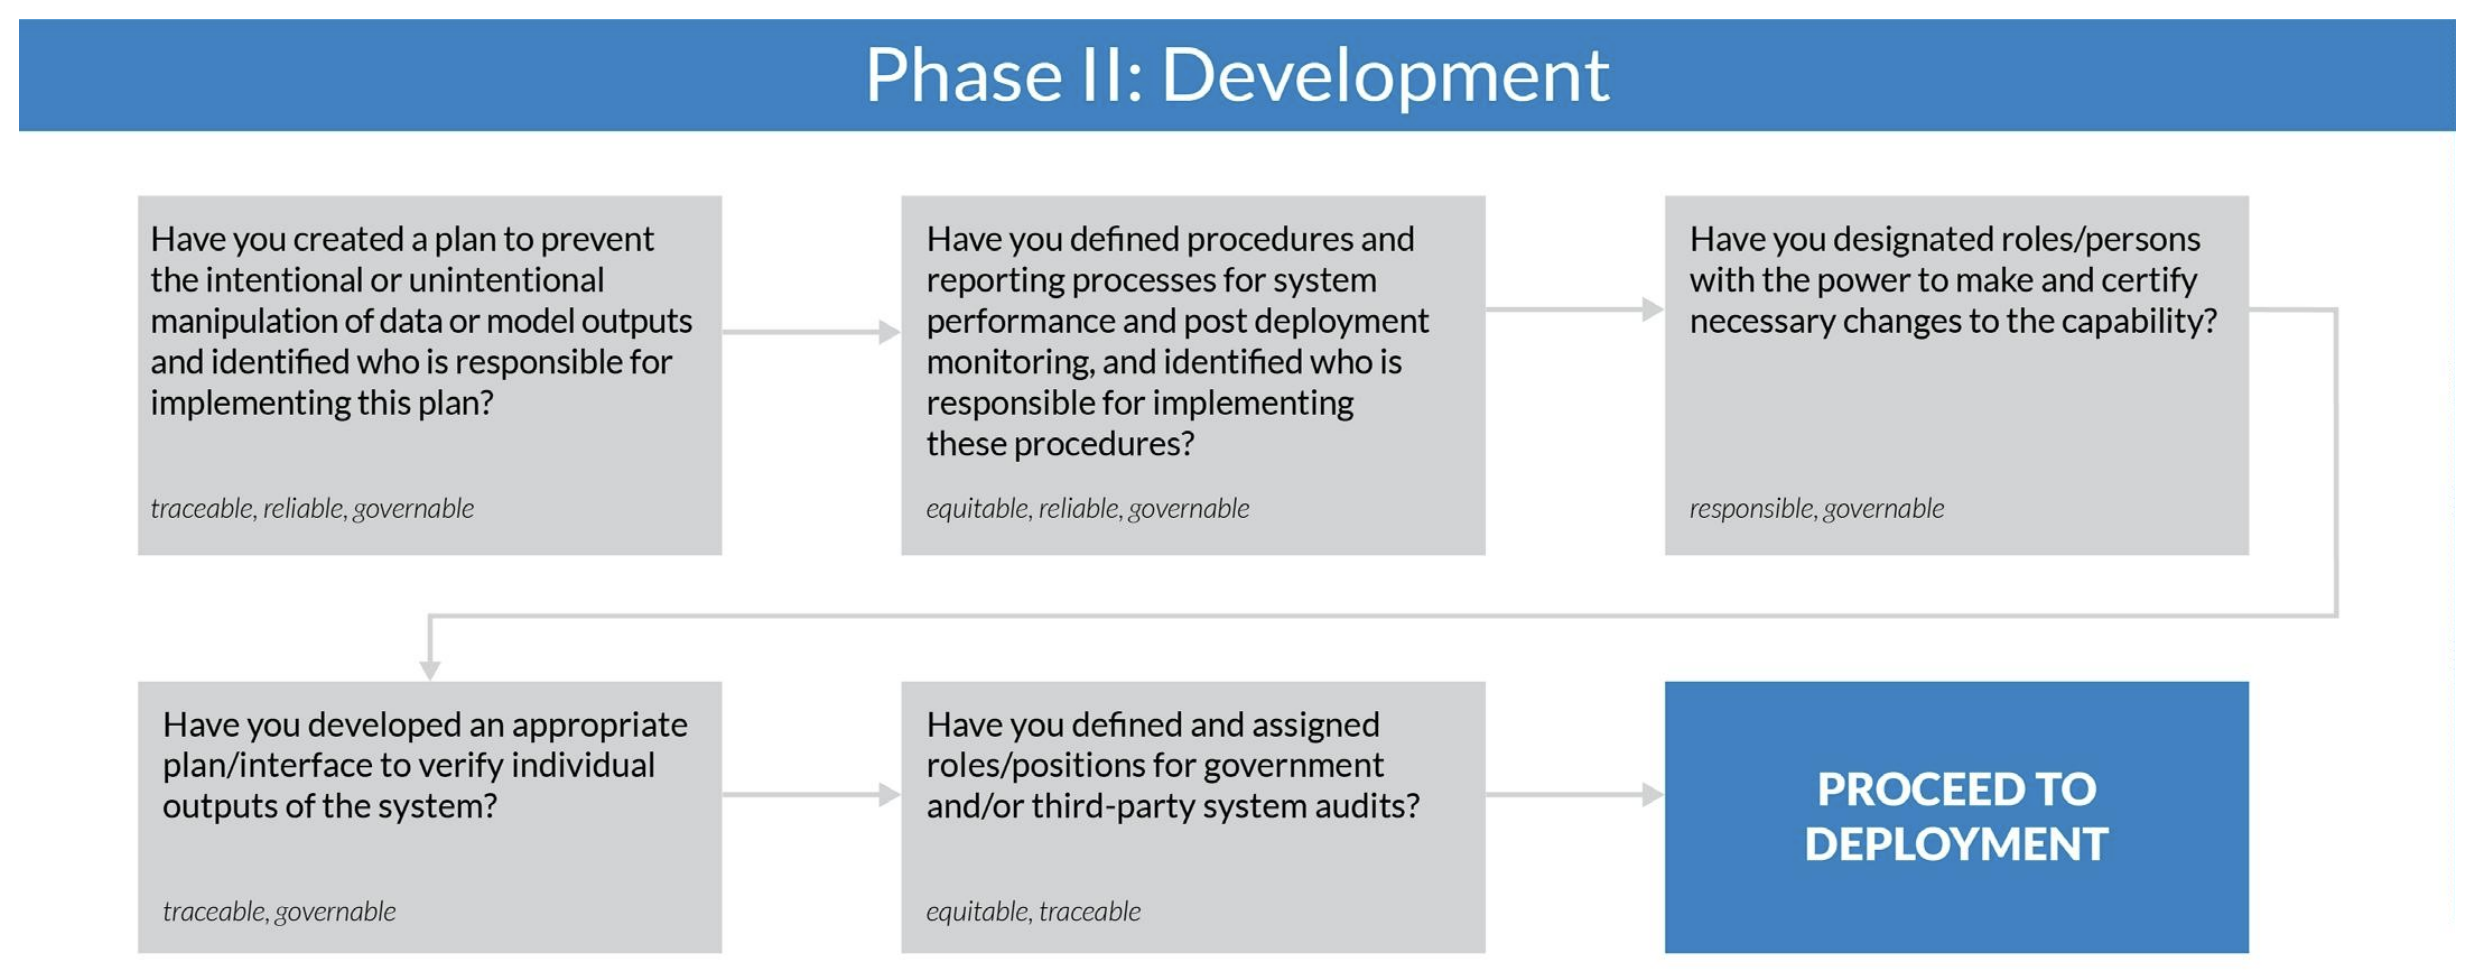 Phase II: Development
Have you created a plan to prevent
the intentional or unintentional
manipulation of data or model outputs
and identified who is responsible for
implementing this plan?
traceable, reliable, governable
Have you defined procedures and
reporting processes for system
performance and post deployment
monitoring, and identified who is
responsible for implementing
these procedures?
equitable, reliable, governable
Have you designated roles/persons
with the power to make and certify
necessary changes to the capability?
responsible, governable
Have you developed an appropriate
plan/interface to verify individual
outputs of the system?
traceable, governable
Have you defined and assigned
roles/positions for government
and/or third-party system audits?
equitable, traceable
PROCEED TO
DEPLOYMENT